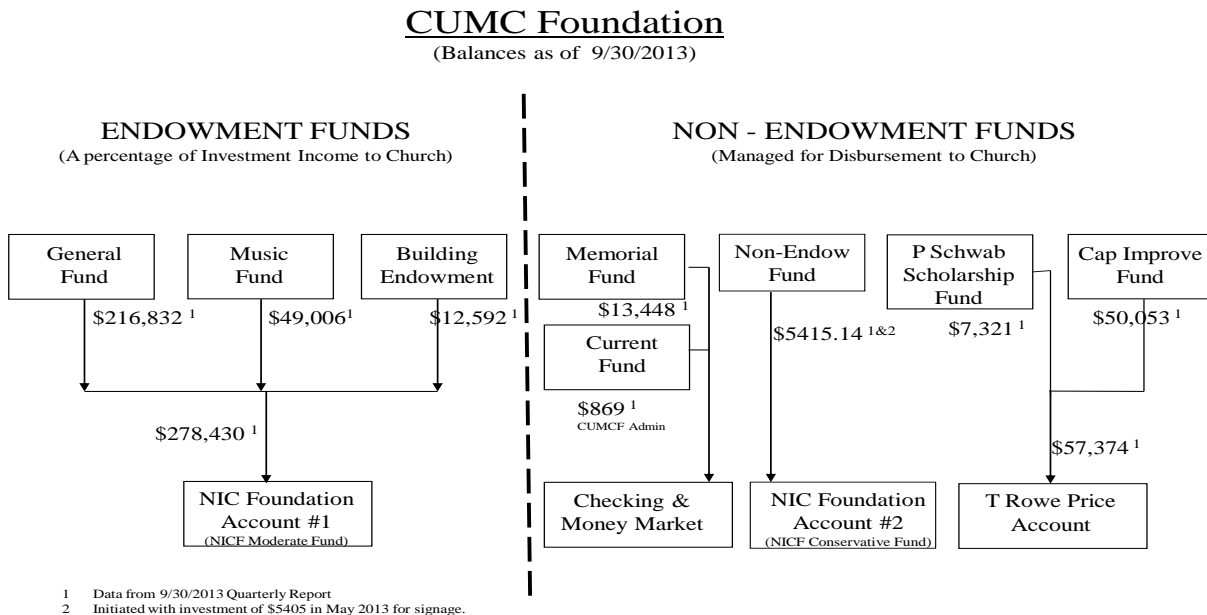 CUMC Foundation
(Balances as of 9/30/2013)
ENDOWMENT FUNDS
(A percentage of Investment Income to Church)
NON - ENDOWMENT FUNDS
(Managed for Disbursement to Church)
General
Fund
Music
Fund
Building
Endowment
Memorial
Fund
Non-Endow
Fund
P Schwab
Scholarship
Fund
Cap Improve
Fund
$216,832 1
$49,006 1
$12,592 1
$13,448 1
$5415.14 1&2
$7,321 1
$50,053 1
Current
Fund
$869 1
CUMCF Admin
$278,430 1
$57,374 1
NIC Foundation
Account #1
(NICF Moderate Fund)
Checking &
Money Market
NIC Foundation
Account #2
(NICF Conservative Fund)
T Rowe Price
Account
1 Data from 9/30/2013 Quarterly Report
2 Initiated with investment of $5405 in May 2013 for signage.